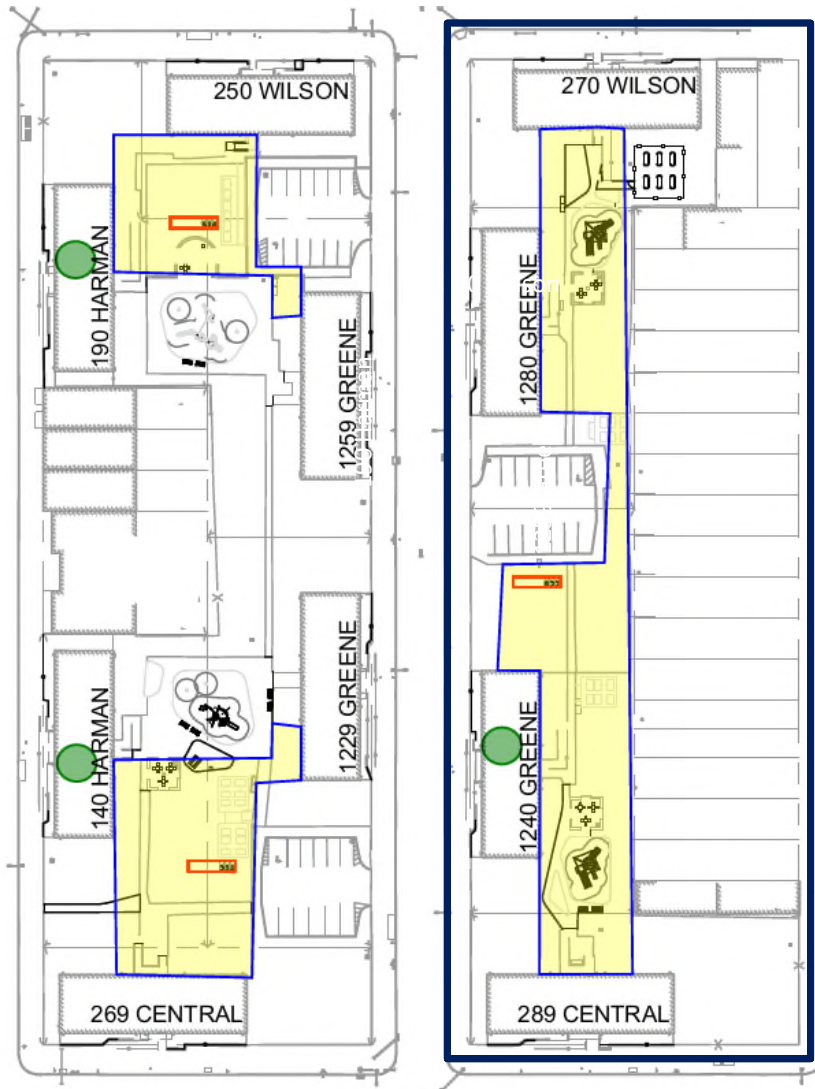 250 WILSON
270 WILSON
190 HARMAN
1280 GREENE
1259 GREENE
1229 GREENE
140 HARMAN
1240 GREENE
269 CENTRAL
289 CENTRAL